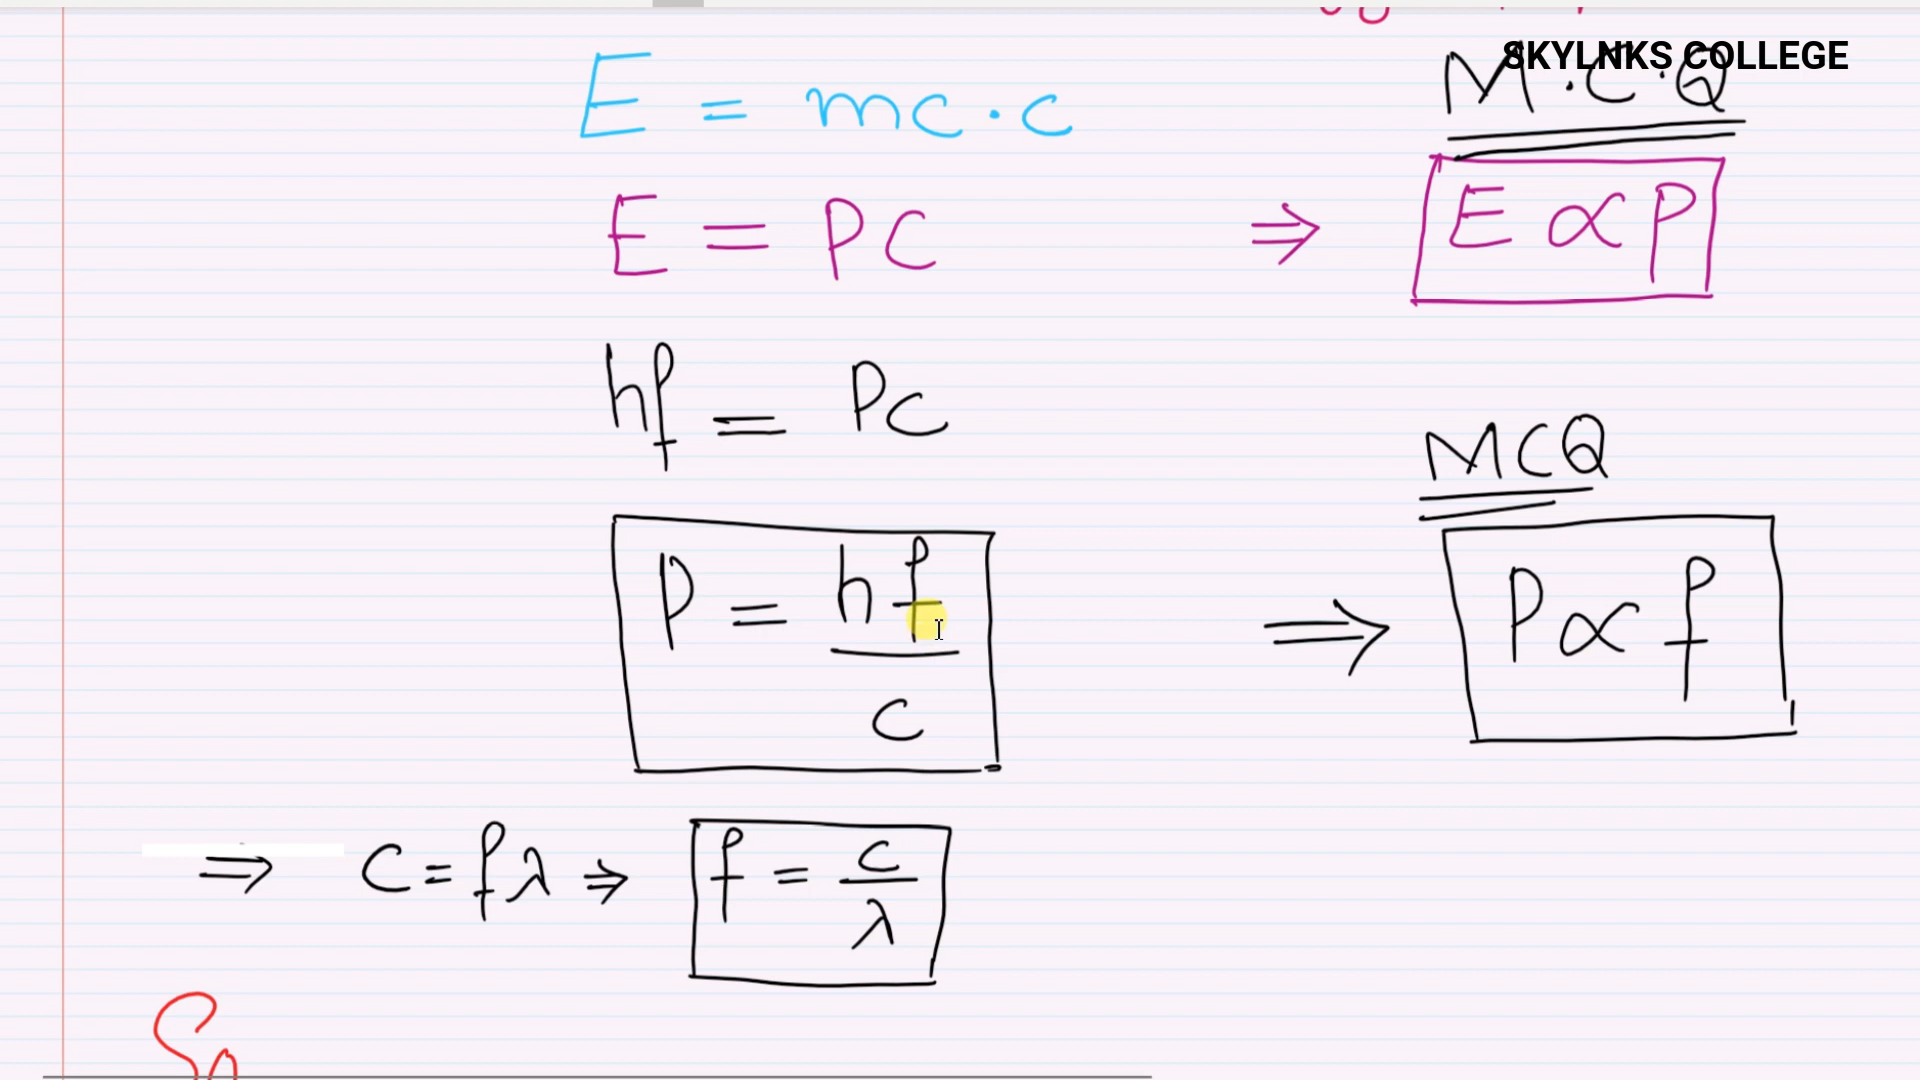 SKYLNKS COLLEGE
M.C.Q
E = mc.c
E = PC ⇒ E ∝ P
hf = Pc
MCQ
P = hf/c ⇒ P ∝ f
⇒ C = fλ ⇒ f = c/λ